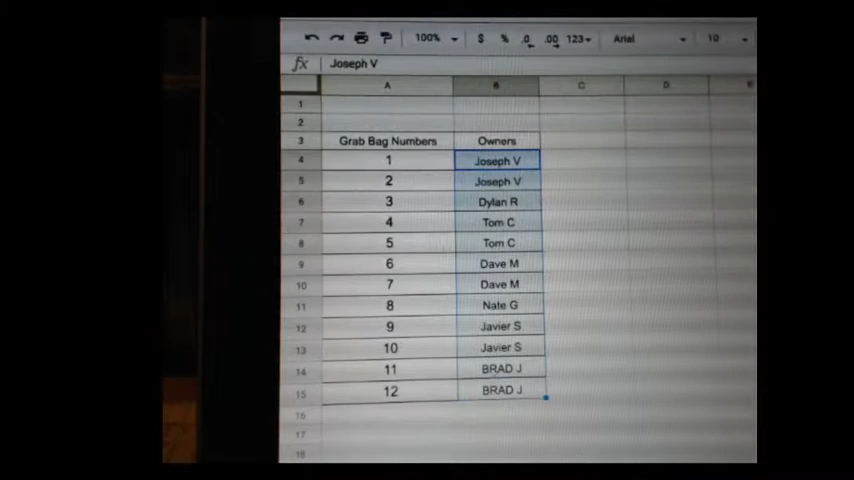 100% $ % .0 .00 123 Arial 10
fx Joseph V
A B C D E
1
2
3 Grab Bag Numbers Owners
4 1 Joseph V
5 2 Joseph V
6 3 Dylan R
7 4 Tom C
8 5 Tom C
9 6 Dave M
10 7 Dave M
11 8 Nate G
12 9 Javier S
13 10 Javier S
14 11 BRAD J
15 12 BRAD J
16
17
18